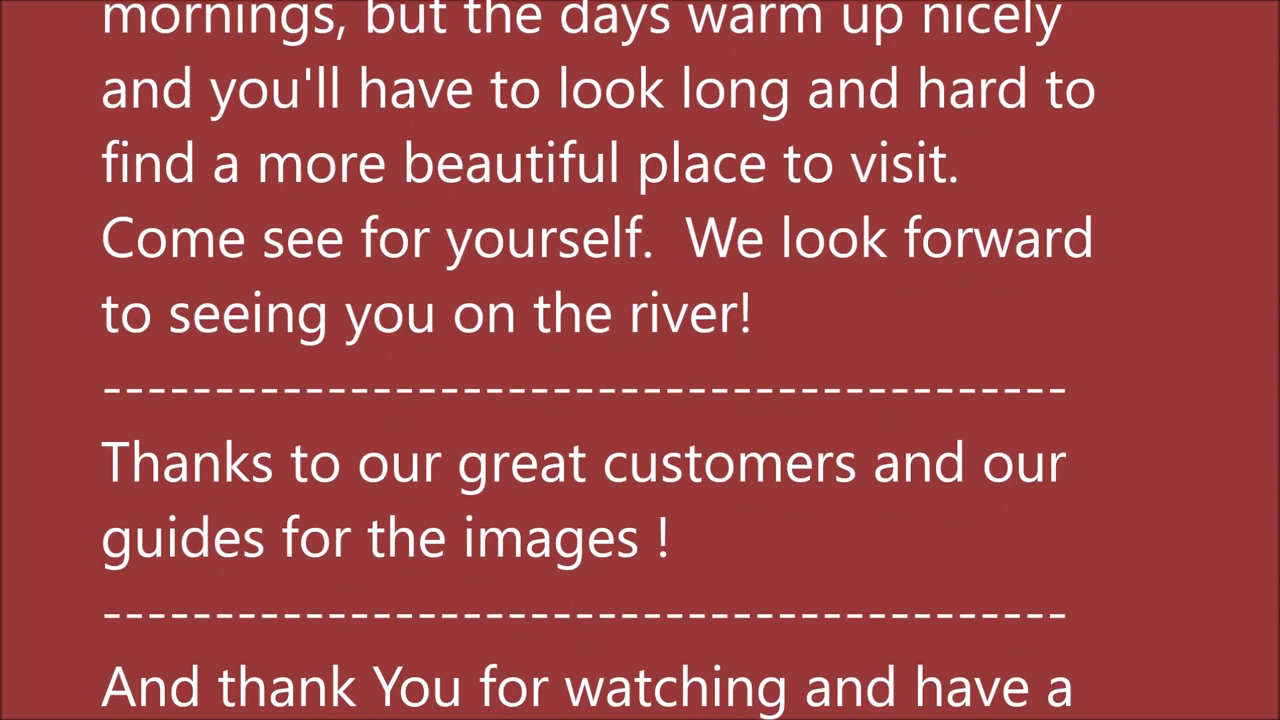 mornings, but the days warm up nicely
and you'll have to look long and hard to
find a more beautiful place to visit.
Come see for yourself.  We look forward
to seeing you on the river!
-------------------------------------------
Thanks to our great customers and our
guides for the images !
-------------------------------------------
And thank You for watching and have a